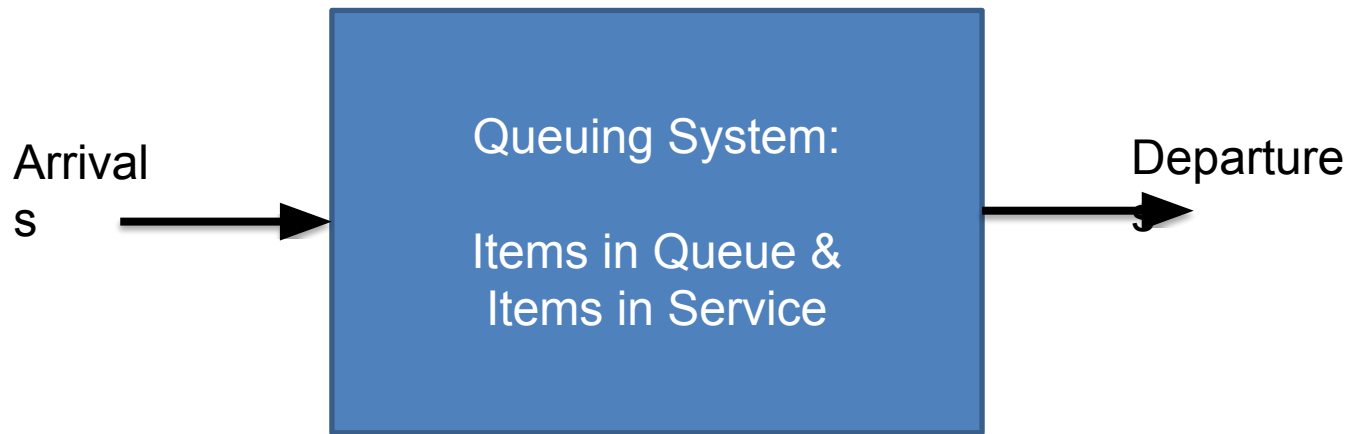 Arrival
s
Queuing System:
Items in Queue &
Items in Service
Departure
s